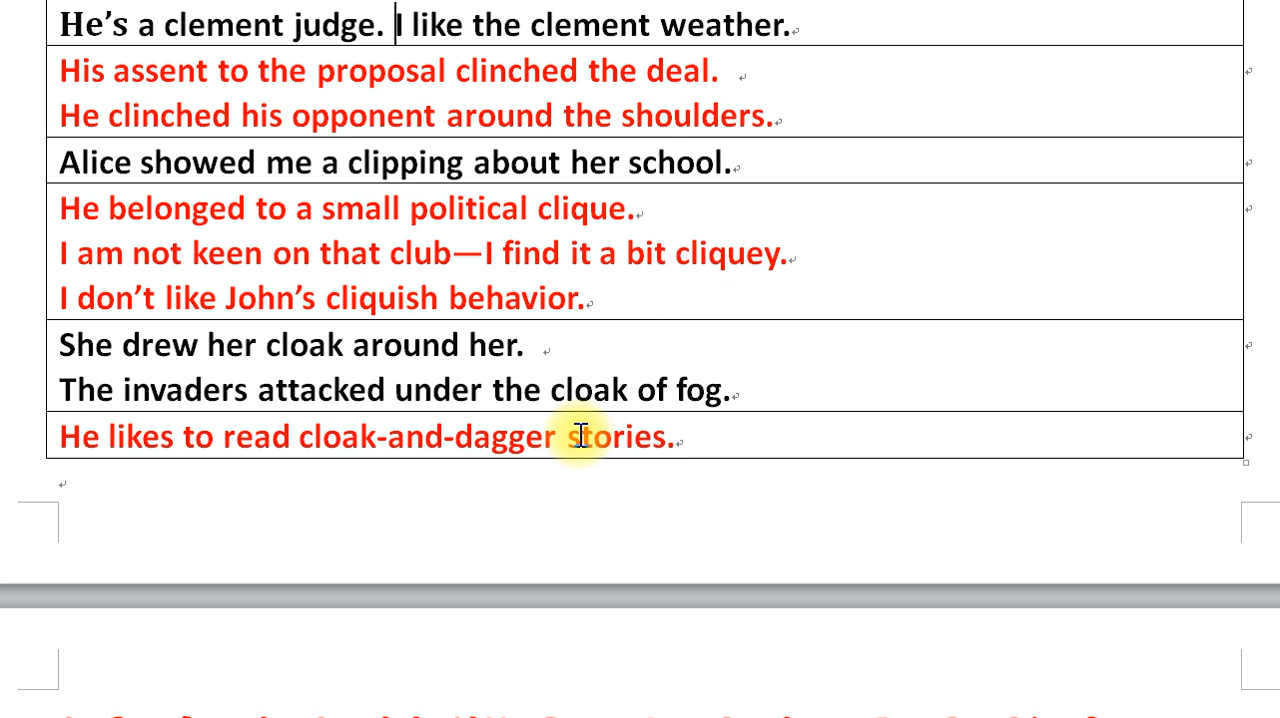 He’s a clement judge. I like the clement weather.
His assent to the proposal clinched the deal.
He clinched his opponent around the shoulders.
Alice showed me a clipping about her school.
He belonged to a small political clique.
I am not keen on that club—I find it a bit cliquey.
I don’t like John’s cliquish behavior.
She drew her cloak around her.
The invaders attacked under the cloak of fog.
He likes to read cloak-and-dagger stories.